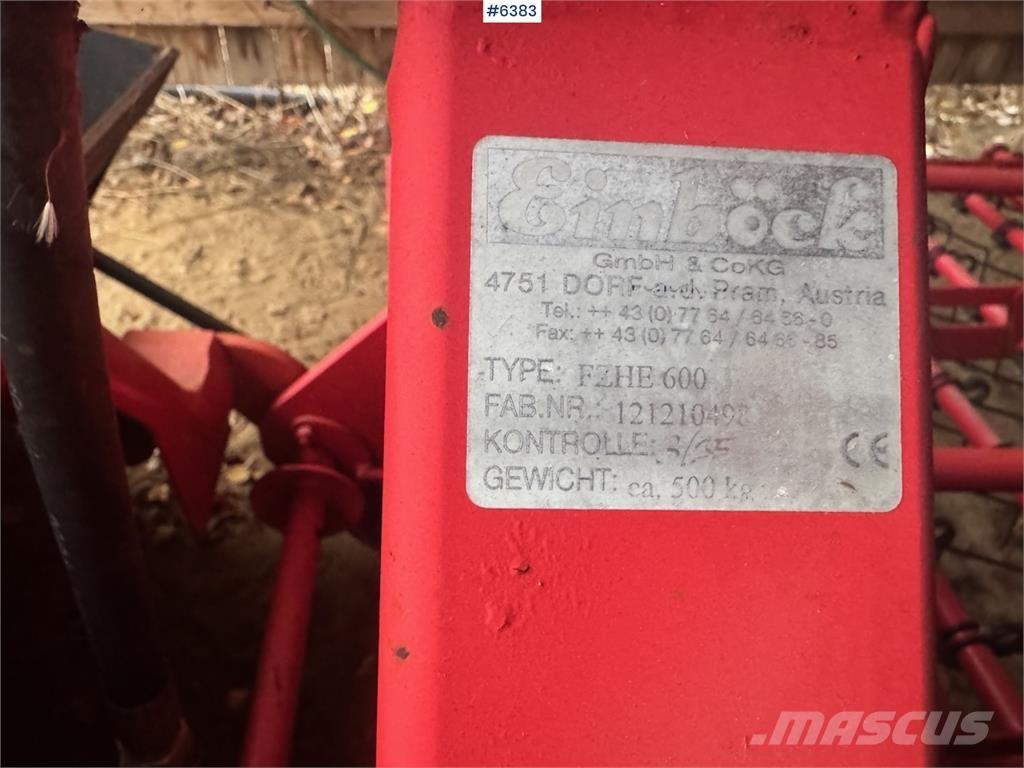 #6383
Einböck
GmbH & CoKG
4751 DORF a.d. Pram, Austria
Tel.: ++ 43 (0) 77 64 / 64 66 - 0
Fax: ++ 43 (0) 77 64 / 64 66 - 85
TYPE: FZHE 600
FAB.NR.: 121210498
KONTROLLE:
CE
GEWICHT: ca. 500 kg
MASCUS